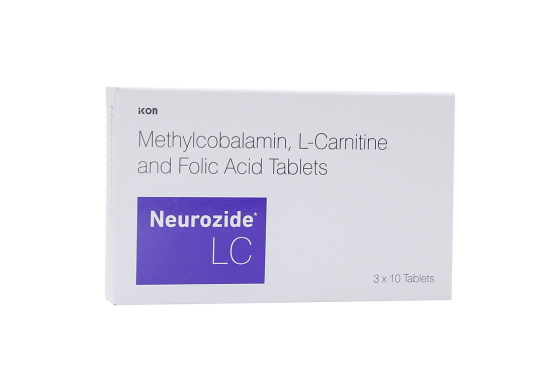 icon
Methylcobalamin, L-Carnitine
and Folic Acid Tablets
Neurozide*
LC
3 x 10 Tablets